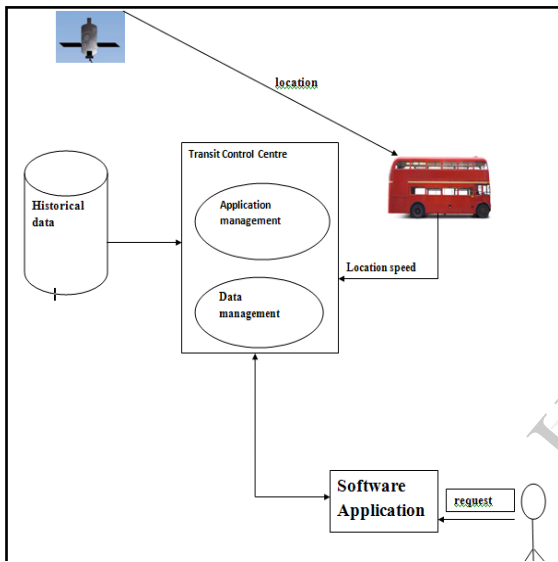 location
Transit Control Centre
Historical
data
Application
management
Location speed
Data
management
Software
Application
request